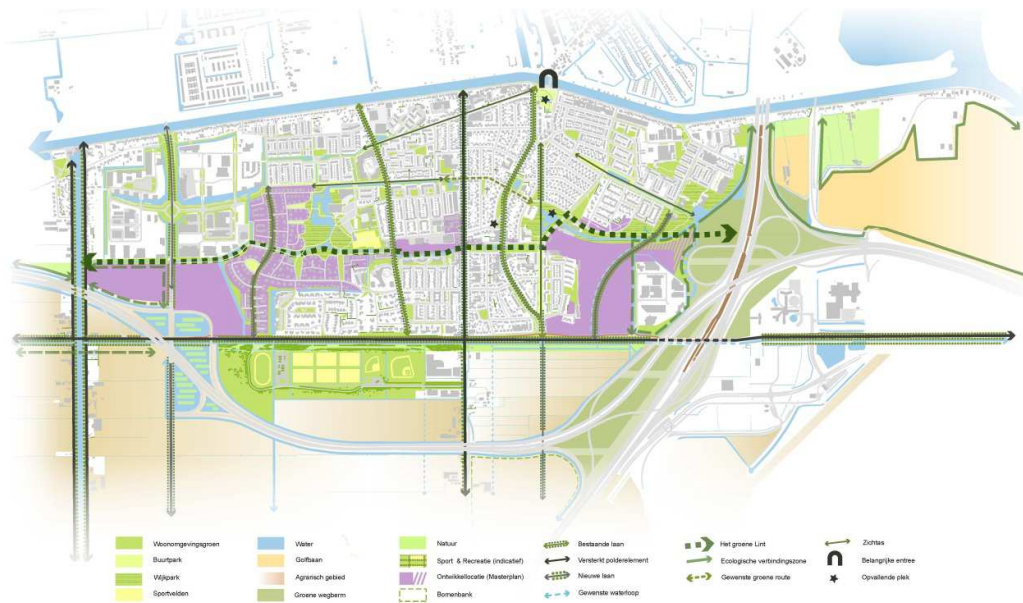 Woonomgevingsgroen
Buurtpark
Wijkpark
Sportvelden
Water
Golfbaan
Agrarisch gebied
Groene wegberm
Natuur
Sport & Recreatie (indicatief)
Ontwikkellocatie (Masterplan)
Bomenbank
Bestaande laan
Versterkt polderelement
Nieuwe laan
Gewenste waterloop
Het groene Lint
Ecologische verbindingszone
Gewenste groene route
Zichtas
Belangrijke entree
Opvallende plek